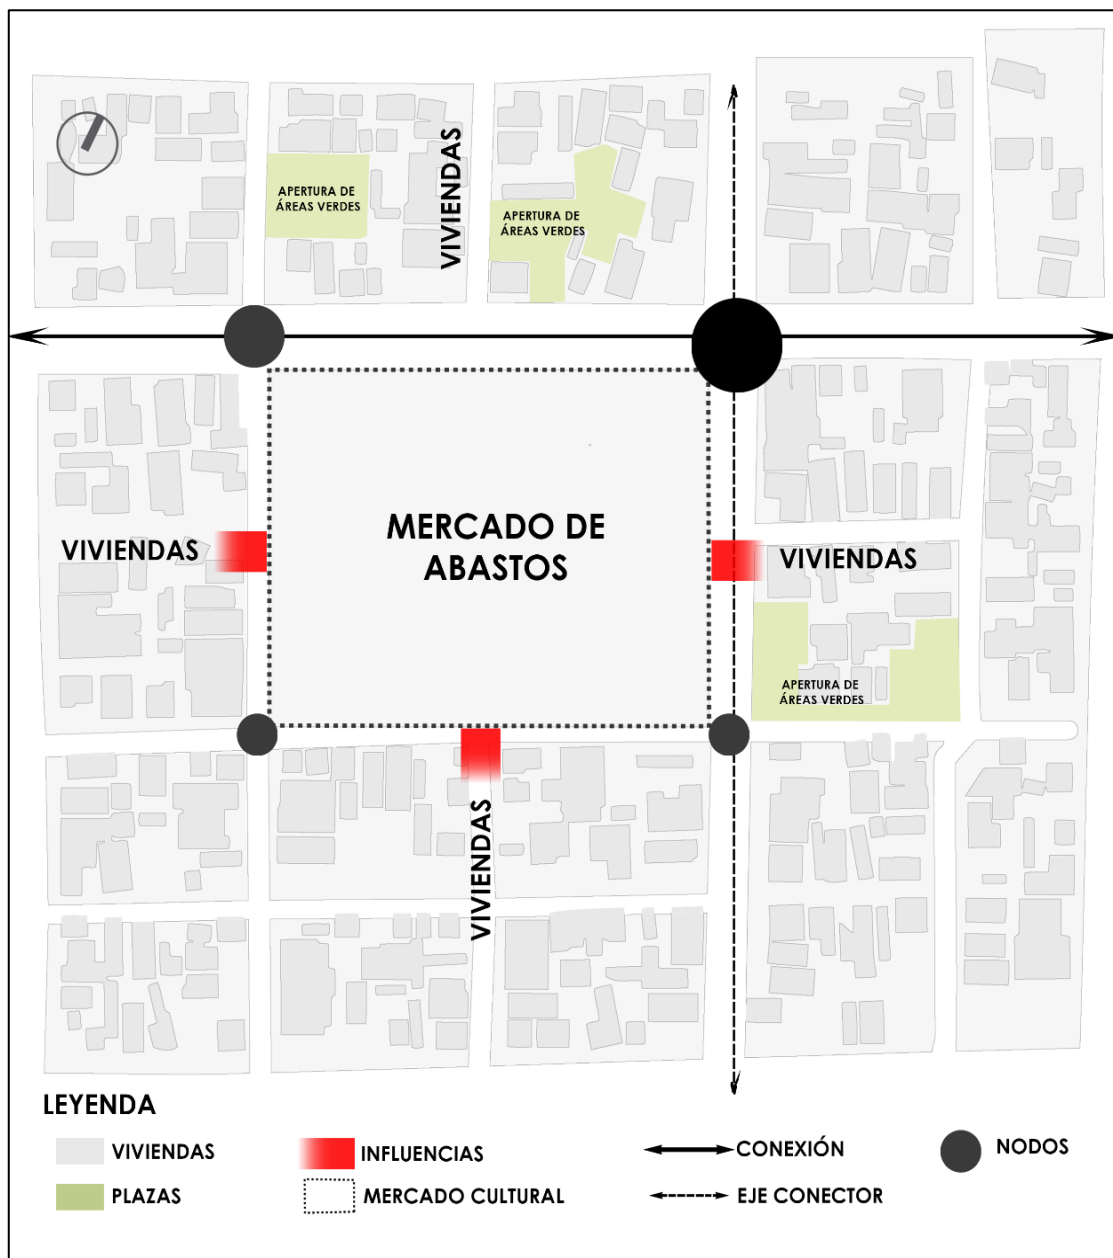 VIVIENDAS
APERTURA DE
ÁREAS VERDES
APERTURA DE
ÁREAS VERDES
MERCADO DE
ABASTOS
VIVIENDAS
VIVIENDAS
APERTURA DE
ÁREAS VERDES
VIVIENDAS
LEYENDA
VIVIENDAS
INFLUENCIAS
CONEXIÓN
NODOS
PLAZAS
MERCADO CULTURAL
EJE CONECTOR